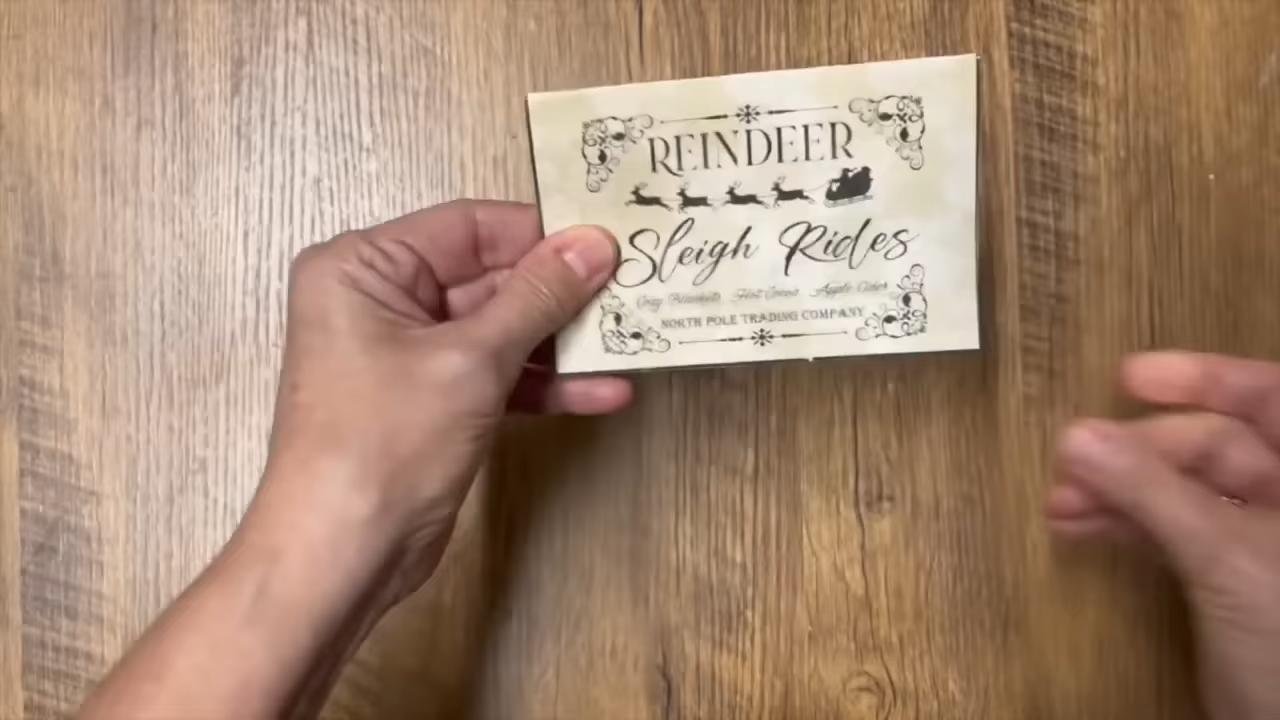 REINDEER
Sleigh Rides
Cozy Blankets Hot Cocoa Apple Cider
NORTH POLE TRADING COMPANY